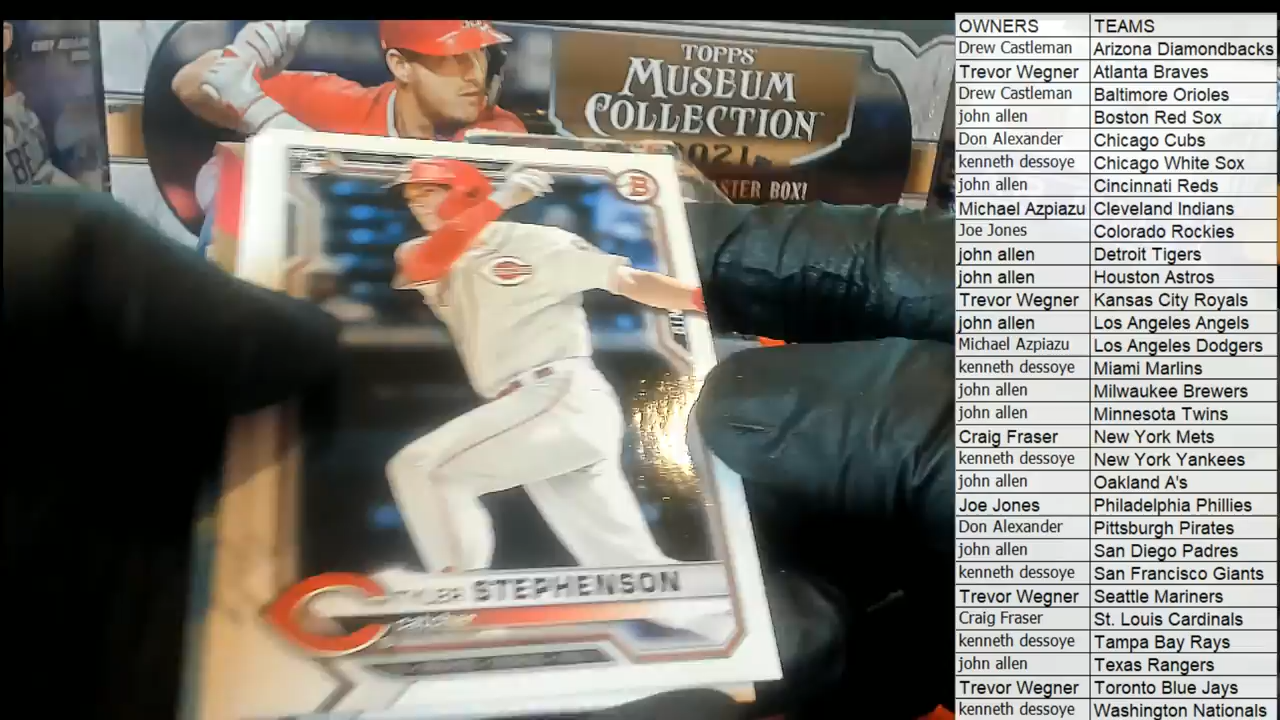 TOPPS
MUSEUM
COLLECTION
2021
STER BOX!
B
TYLER STEPHENSON
catcher
OWNERS TEAMS
Drew Castleman Arizona Diamondbacks
Trevor Wegner Atlanta Braves
Drew Castleman Baltimore Orioles
john allen Boston Red Sox
Don Alexander Chicago Cubs
kenneth dessoye Chicago White Sox
john allen Cincinnati Reds
Michael Azpiazu Cleveland Indians
Joe Jones Colorado Rockies
john allen Detroit Tigers
john allen Houston Astros
Trevor Wegner Kansas City Royals
john allen Los Angeles Angels
Michael Azpiazu Los Angeles Dodgers
kenneth dessoye Miami Marlins
john allen Milwaukee Brewers
john allen Minnesota Twins
Craig Fraser New York Mets
kenneth dessoye New York Yankees
john allen Oakland A's
Joe Jones Philadelphia Phillies
Don Alexander Pittsburgh Pirates
john allen San Diego Padres
kenneth dessoye San Francisco Giants
Trevor Wegner Seattle Mariners
Craig Fraser St. Louis Cardinals
kenneth dessoye Tampa Bay Rays
john allen Texas Rangers
Trevor Wegner Toronto Blue Jays
kenneth dessoye Washington Nationals